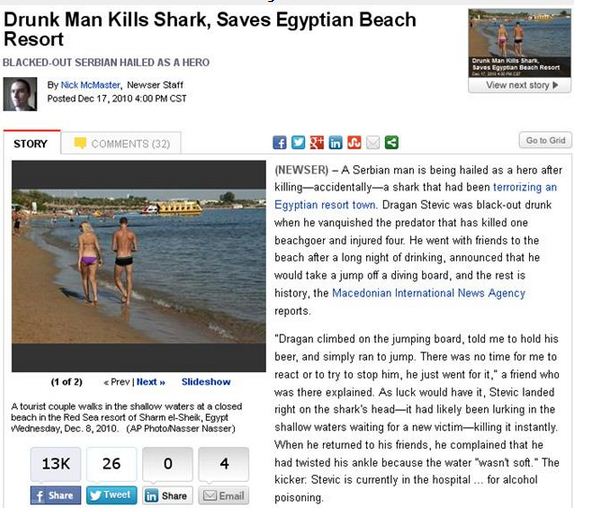 Drunk Man Kills Shark, Saves Egyptian Beach
Resort
BLACKED-OUT SERBIAN HAILED AS A HERO
By Nick McMaster, Newser Staff
Posted Dec 17, 2010 4:00 PM CST
Drunk Man Kills Shark,
Saves Egyptian Beach Resort
View next story
STORY
COMMENTS (32)
Go to Grid
(NEWSER) – A Serbian man is being hailed as a hero after
killing—accidentally—a shark that had been terrorizing an
Egyptian resort town. Dragan Stevic was black-out drunk
when he vanquished the predator that has killed one
beachgoer and injured four. He went with friends to the
beach after a long night of drinking, announced that he
would take a jump off a diving board, and the rest is
history, the Macedonian International News Agency
reports.
"Dragan climbed on the jumping board, told me to hold his
beer, and simply ran to jump. There was no time for me to
react or to try to stop him, he just went for it," a friend who
was there explained. As luck would have it, Stevic landed
right on the shark's head—it had likely been lurking in the
shallow waters waiting for a new victim—killing it instantly.
When he returned to his friends, he complained that he
had twisted his ankle because the water "wasn't soft." The
kicker: Stevic is currently in the hospital ... for alcohol
poisoning.
(1 of 2) « Prev | Next » Slideshow
A tourist couple walks in the shallow waters at a closed
beach in the Red Sea resort of Sharm el-Sheik, Egypt
Wednesday, Dec. 8, 2010. (AP Photo/Nasser Nasser)
13K 26 0 4
Share Tweet Share Email